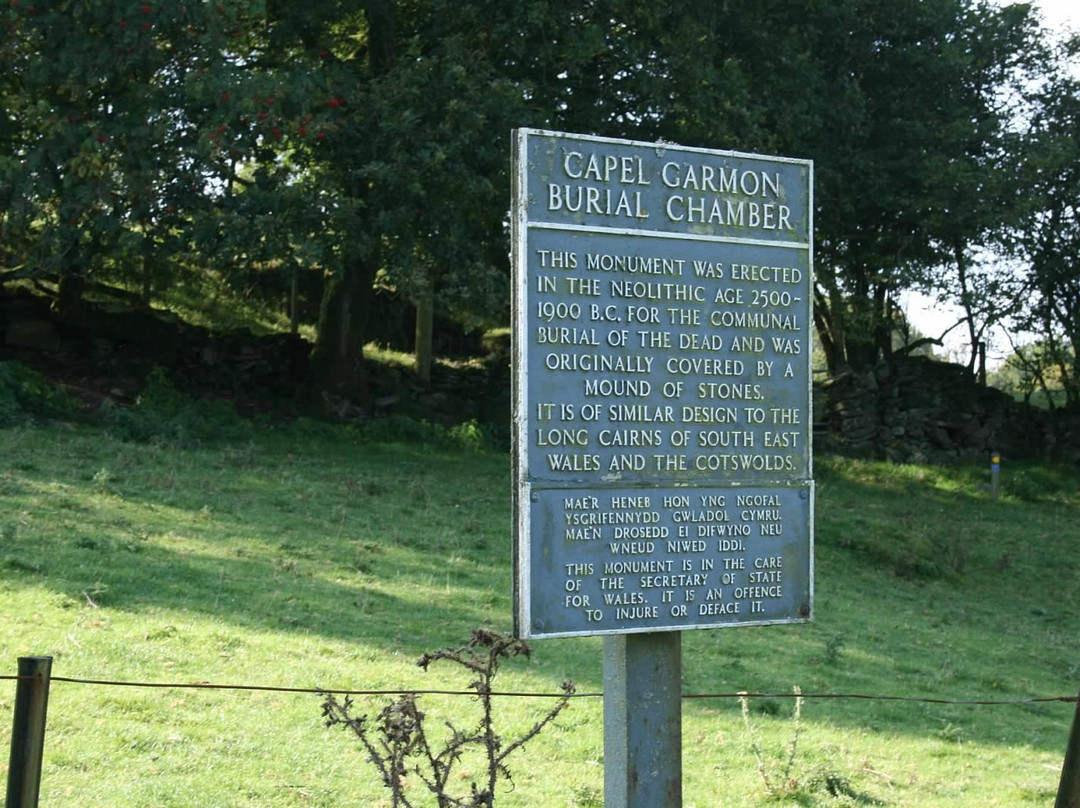 CAPEL GARMON
BURIAL CHAMBER
THIS MONUMENT WAS ERECTED
IN THE NEOLITHIC AGE 2500-
1900 B.C. FOR THE COMMUNAL
BURIAL OF THE DEAD AND WAS
ORIGINALLY COVERED BY A
MOUND OF STONES.
IT IS OF SIMILAR DESIGN TO THE
LONG CAIRNS OF SOUTH EAST
WALES AND THE COTSWOLDS.
MAE'R HENEB HON YNG NGOFAL
YSGRIFENNYDD GWLADOL CYMRU.
MAE'N DROSEDD EI DIFWYNO NEU
WNEUD NIWED IDDI.
THIS MONUMENT IS IN THE CARE
OF THE SECRETARY OF STATE
FOR WALES. IT IS AN OFFENCE
TO INJURE OR DEFACE IT.